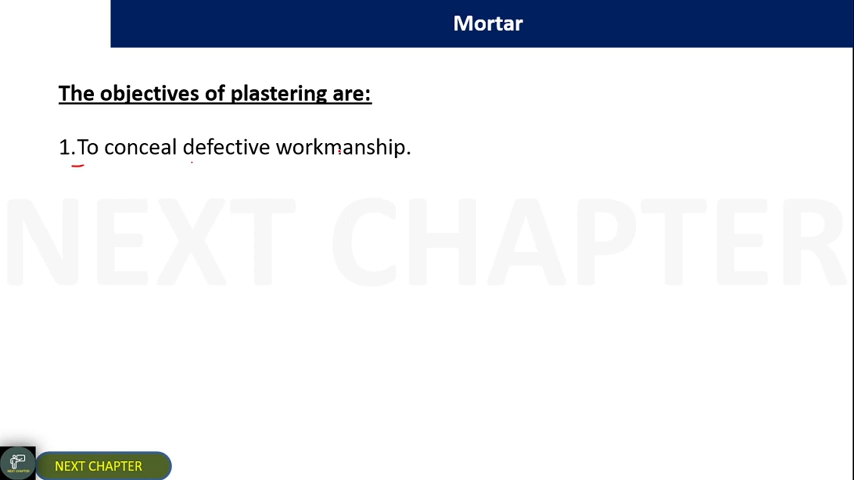 Mortar
The objectives of plastering are:
1.To conceal defective workmanship.
NEXT CHAPTER
NEXT CHAPTER